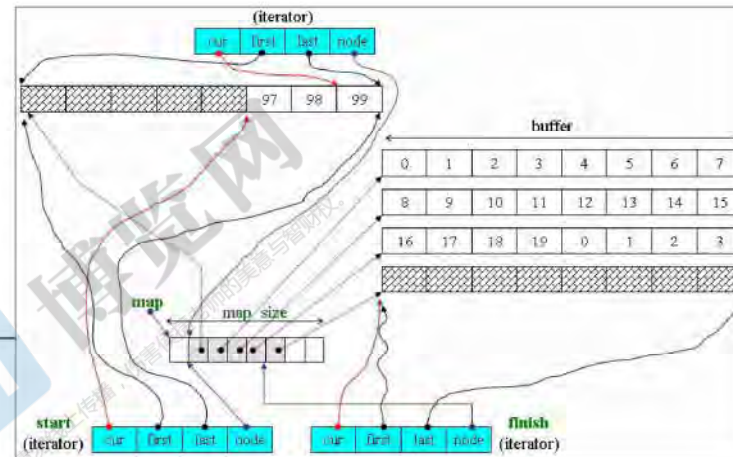 (iterator)
cur first last node
97 98 99
buffer
0 1 2 3 4 5 6 7
8 9 10 11 12 13 14 15
16 17 18 19 0 1 2 3
map
map size
start
(iterator)
cur first last node
cur first last node
finish
(iterator)
博览网